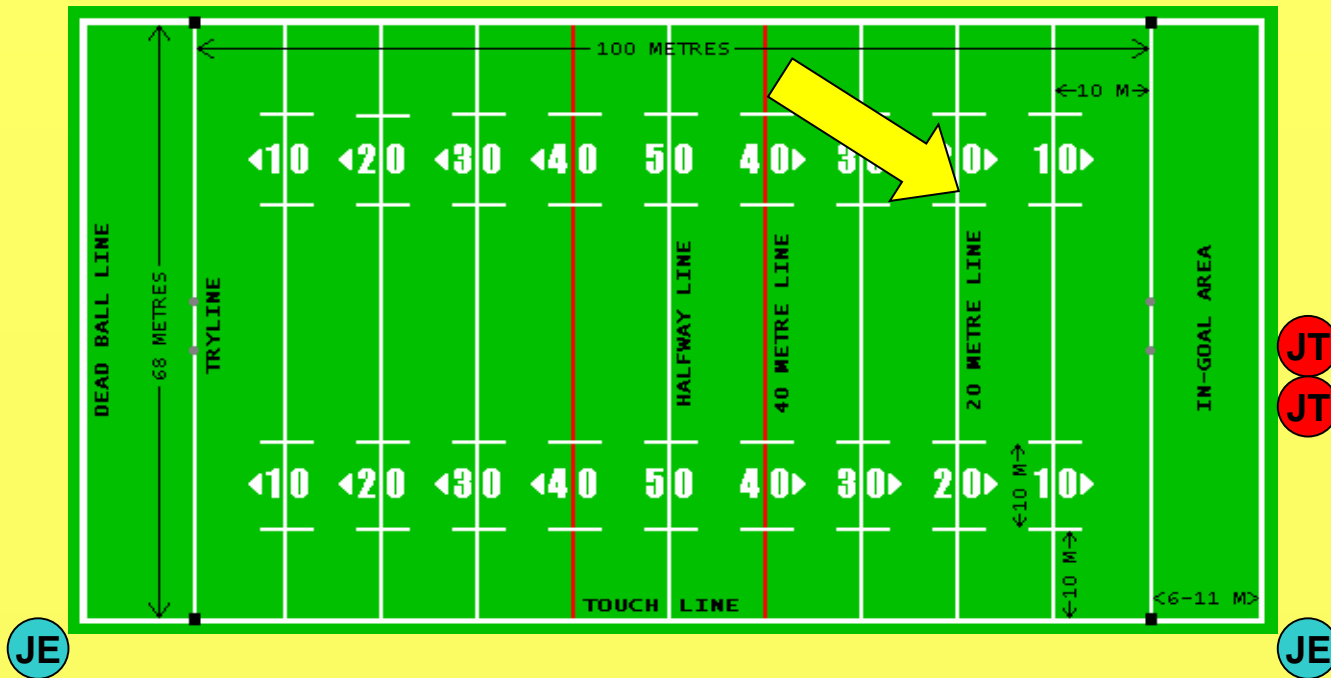 100 METRES
←10 M→
◄10 ◄20 ◄30 ◄40 50 40► 10►
DEAD BALL LINE
68 METRES
TRYLINE
HALFWAY LINE
40 METRE LINE
20 METRE LINE
IN-GOAL AREA
JT
JT
◄10 ◄20 ◄30 ◄40 50 40► 30► 20► 10►
←10 M→
←10 M→
TOUCH LINE
<6-11 M>
JE
JE